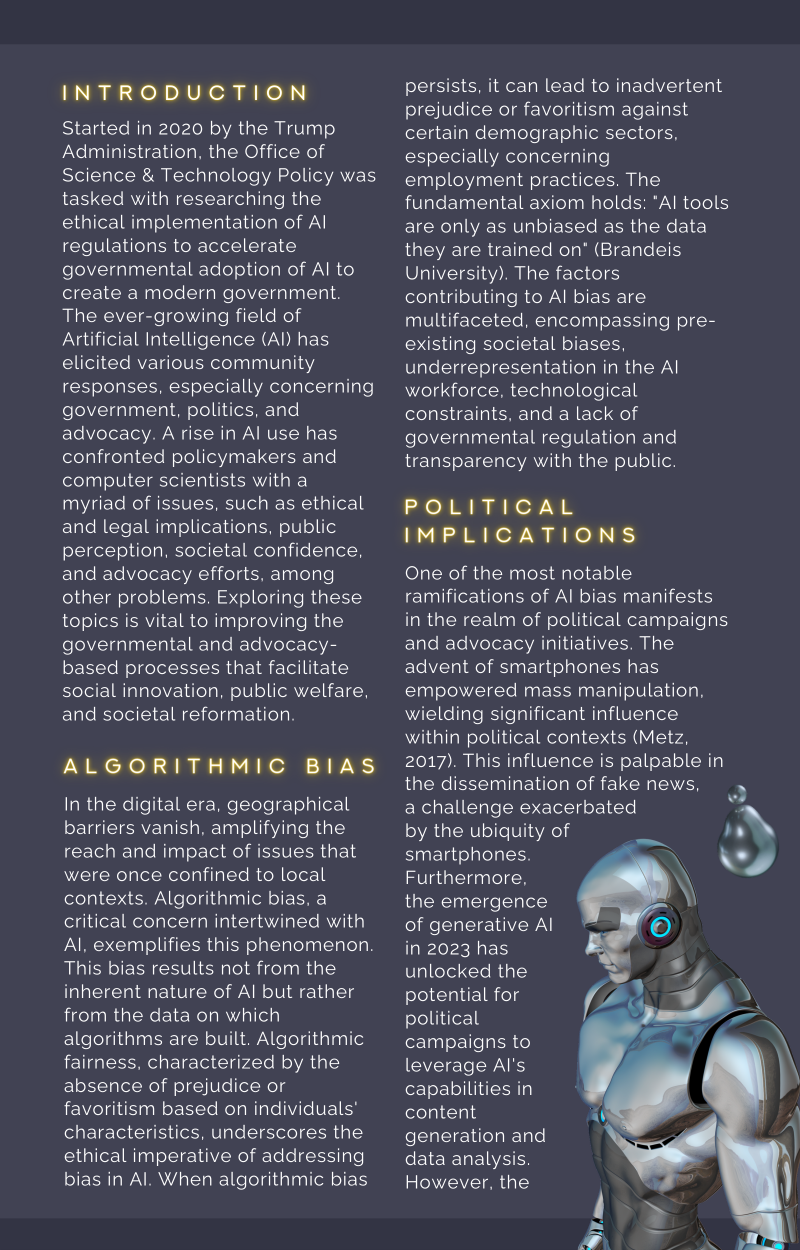 INTRODUCTION
Started in 2020 by the Trump
Administration, the Office of
Science & Technology Policy was
tasked with researching the
ethical implementation of AI
regulations to accelerate
governmental adoption of AI to
create a modern government.
The ever-growing field of
Artificial Intelligence (AI) has
elicited various community
responses, especially concerning
government, politics, and
advocacy. A rise in AI use has
confronted policymakers and
computer scientists with a
myriad of issues, such as ethical
and legal implications, public
perception, societal confidence,
and advocacy efforts, among
other problems. Exploring these
topics is vital to improving the
governmental and advocacy-
based processes that facilitate
social innovation, public welfare,
and societal reformation.
ALGORITHMIC BIAS
In the digital era, geographical
barriers vanish, amplifying the
reach and impact of issues that
were once confined to local
contexts. Algorithmic bias, a
critical concern intertwined with
AI, exemplifies this phenomenon.
This bias results not from the
inherent nature of AI but rather
from the data on which
algorithms are built. Algorithmic
fairness, characterized by the
absence of prejudice or
favoritism based on individuals'
characteristics, underscores the
ethical imperative of addressing
bias in AI. When algorithmic bias
persists, it can lead to inadvertent
prejudice or favoritism against
certain demographic sectors,
especially concerning
employment practices. The
fundamental axiom holds: "AI tools
are only as unbiased as the data
they are trained on" (Brandeis
University). The factors
contributing to AI bias are
multifaceted, encompassing pre-
existing societal biases,
underrepresentation in the AI
workforce, technological
constraints, and a lack of
governmental regulation and
transparency with the public.
POLITICAL
IMPLICATIONS
One of the most notable
ramifications of AI bias manifests
in the realm of political campaigns
and advocacy initiatives. The
advent of smartphones has
empowered mass manipulation,
wielding significant influence
within political contexts (Metz,
2017). This influence is palpable in
the dissemination of fake news,
a challenge exacerbated
by the ubiquity of
smartphones.
Furthermore,
the emergence
of generative AI
in 2023 has
unlocked the
potential for
political
campaigns to
leverage AI's
capabilities in
content
generation and
data analysis.
However, the